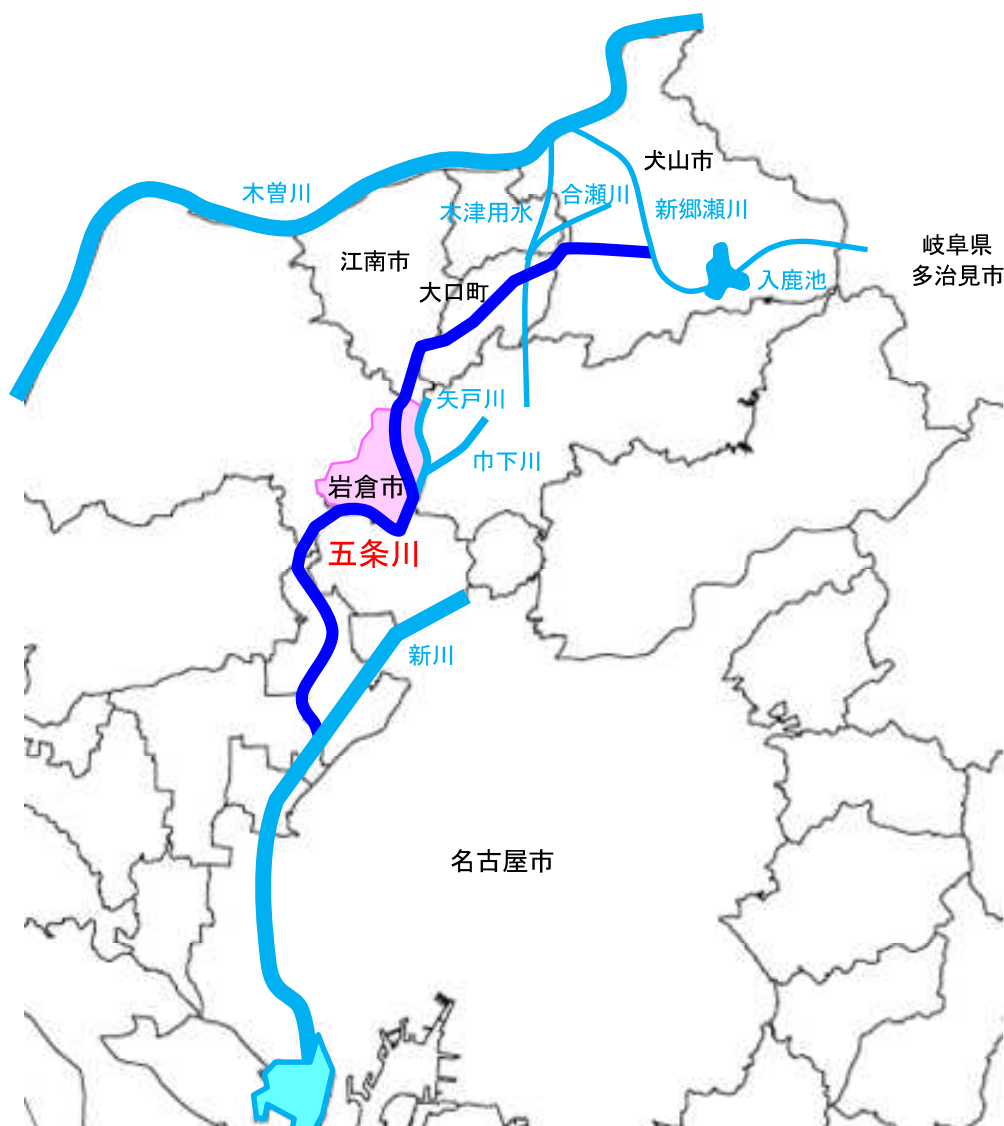 犬山市
木曽川
合瀬川
木津用水
新郷瀬川
岐阜県
多治見市
江南市
入鹿池
大口町
矢戸川
巾下川
岩倉市
五条川
新川
名古屋市